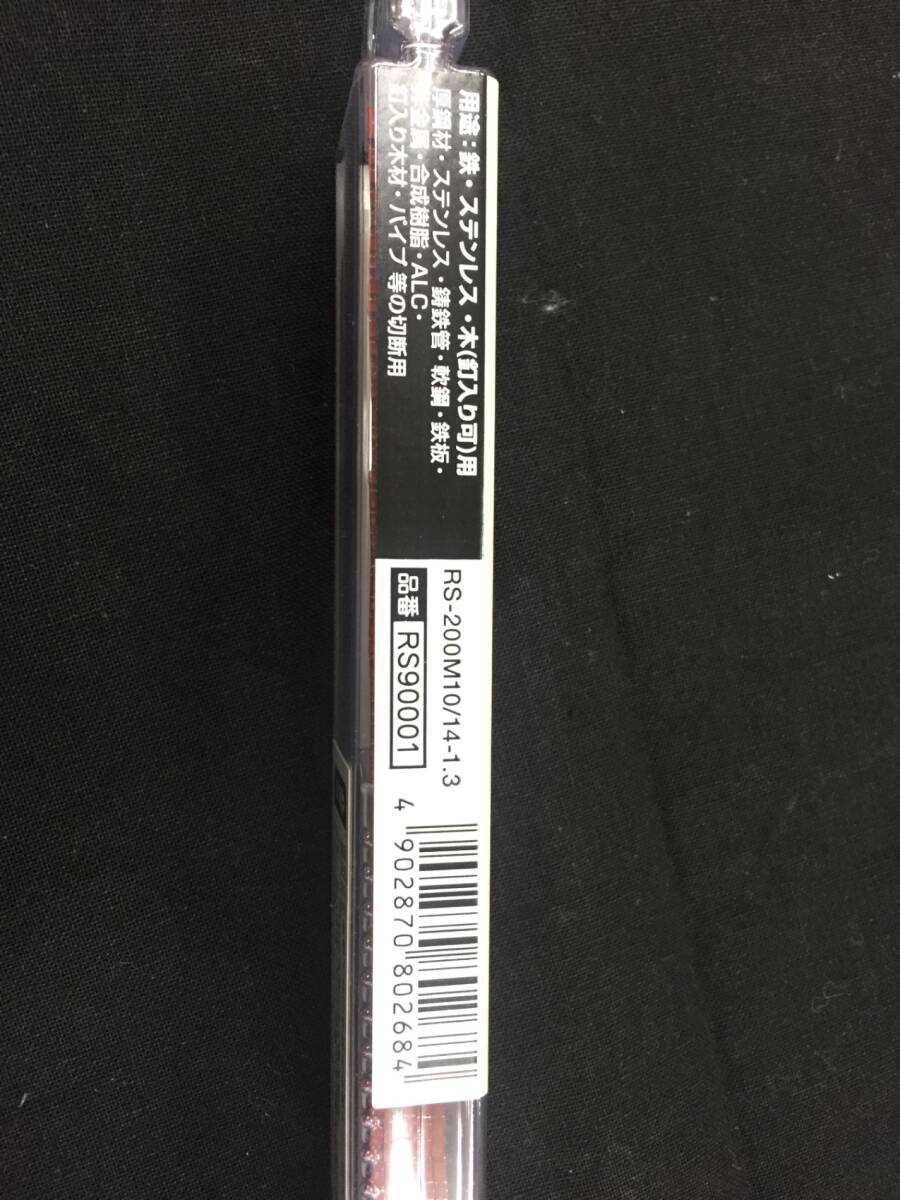 用途：鉄・ステンレス・木(釘入り可)用
厚鋼材・ステンレス・鋳鉄管・軟鋼・鉄板・
金属・合成樹脂・ALC・
釘入り木材・パイプ等の切断用
RS-200M10/14-1.3
品番 RS90001
4 902870 802684